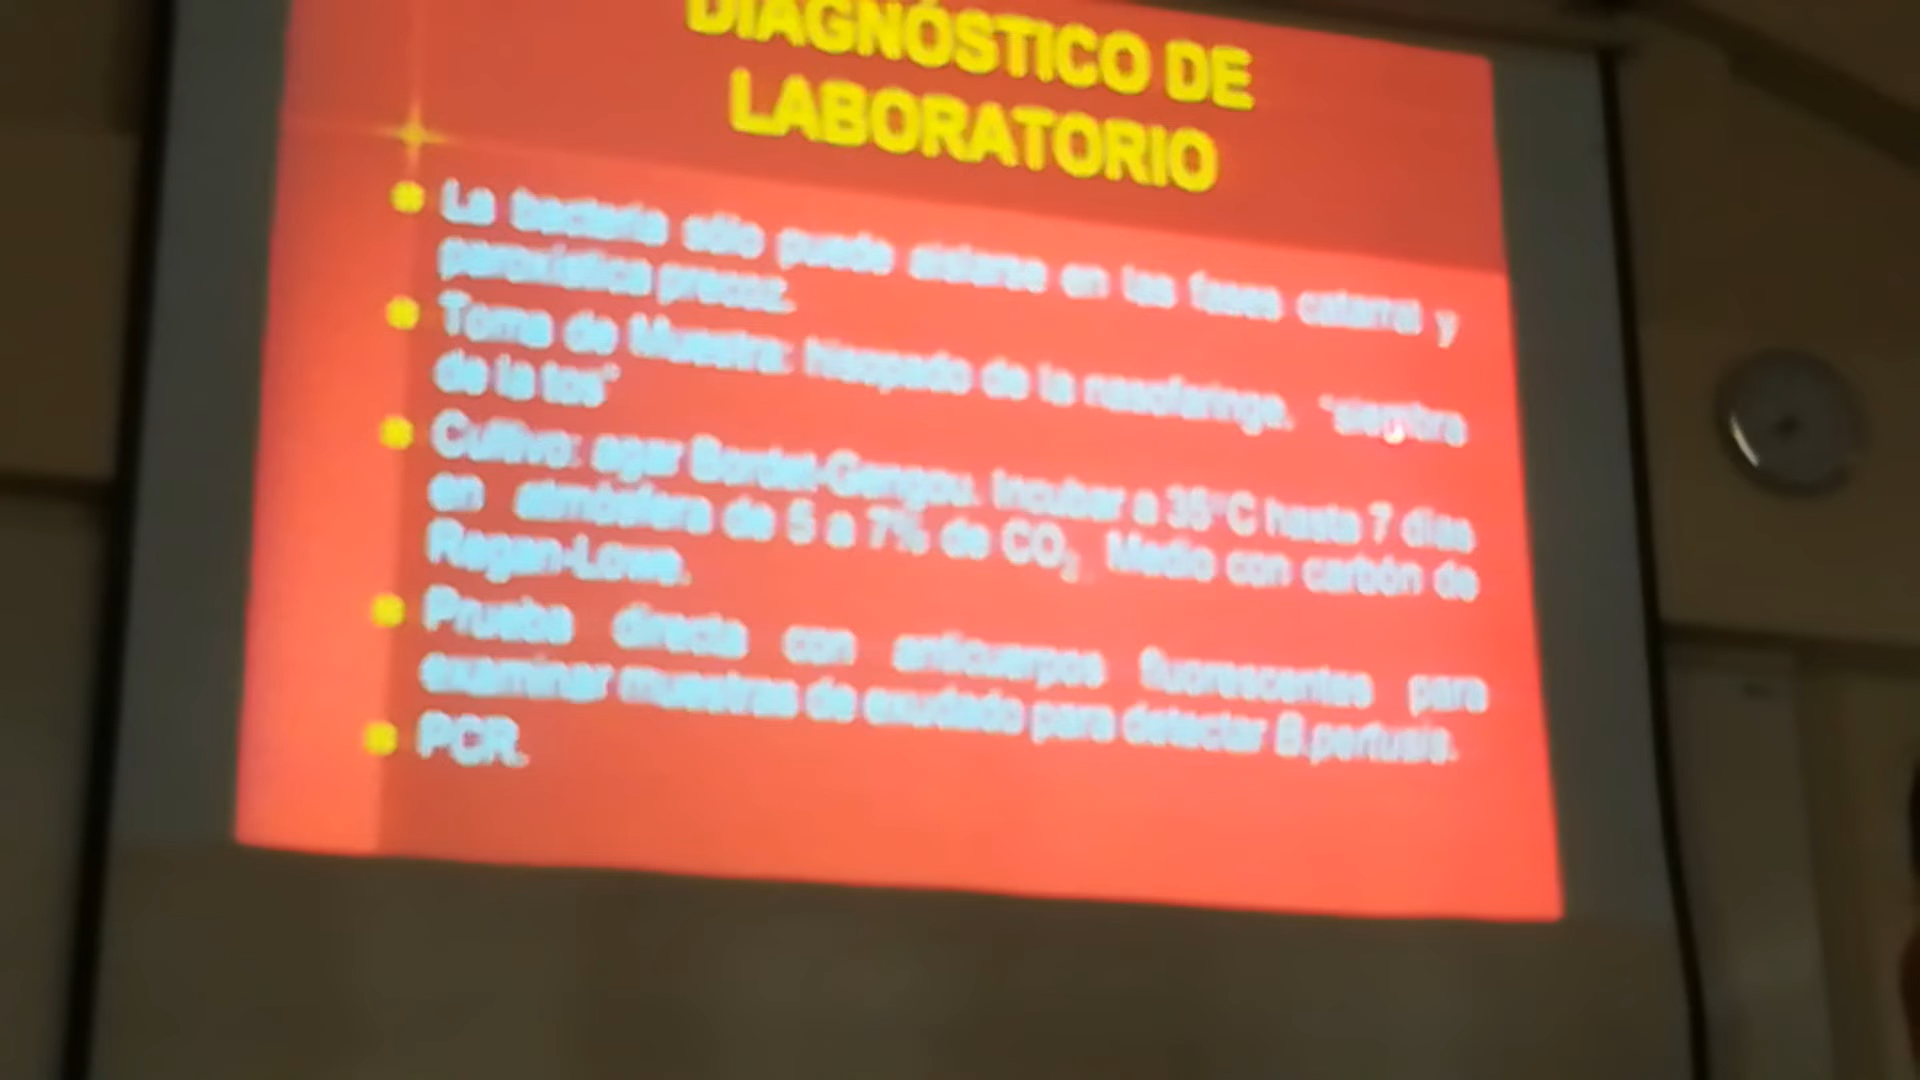 DIAGNÓSTICO DE
LABORATORIO
La bacteria sólo puede aislarse en las fases catarral y
paroxística precoz.
Toma de Muestra: hisopado de la nasofaringe. "siembra
de la tos"
Cultivo: agar Bordet-Gengou. Incubar a 35°C hasta 7 días
en atmósfera de 5 a 7% de CO₂. Medio con carbón de
Regan-Lowe.
Prueba directa con anticuerpos fluorescentes para
examinar muestras de exudado para detectar B.pertusis.
PCR.